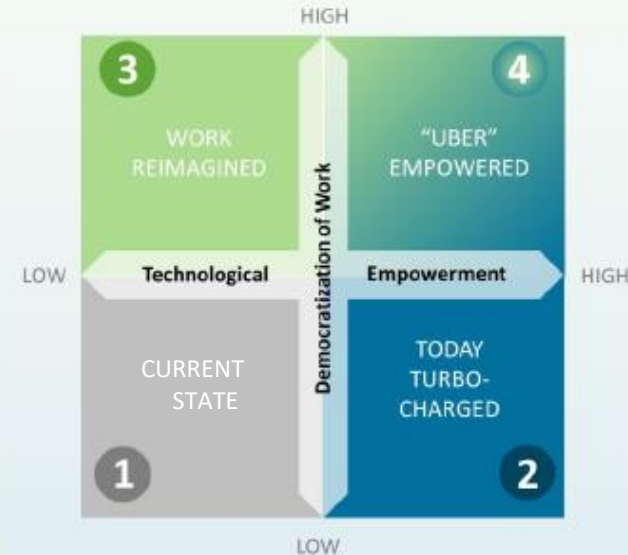 HIGH
3
4
WORK
REIMAGINED
“UBER”
EMPOWERED
Democratization of Work
LOW
Technological
Empowerment
HIGH
CURRENT
STATE
TODAY
TURBO-
CHARGED
1
2
LOW